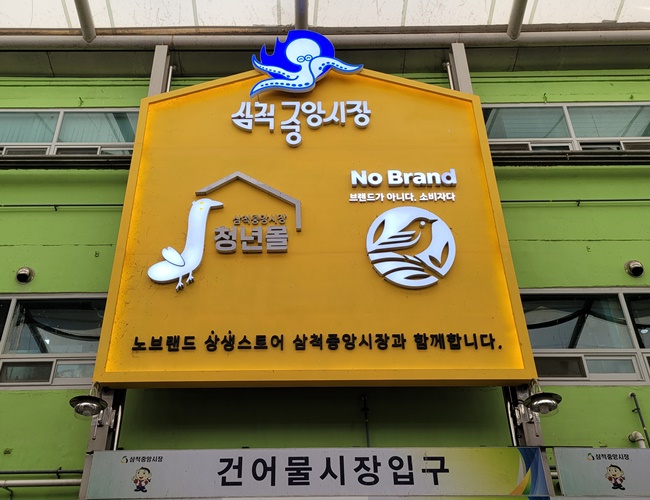 삼척중앙시장
삼척중앙시장
청년몰
No Brand
브랜드가 아니다. 소비자다
노브랜드 상생스토어 삼척중앙시장과 함께합니다.
삼척중앙시장
건어물시장입구
삼척중앙시장